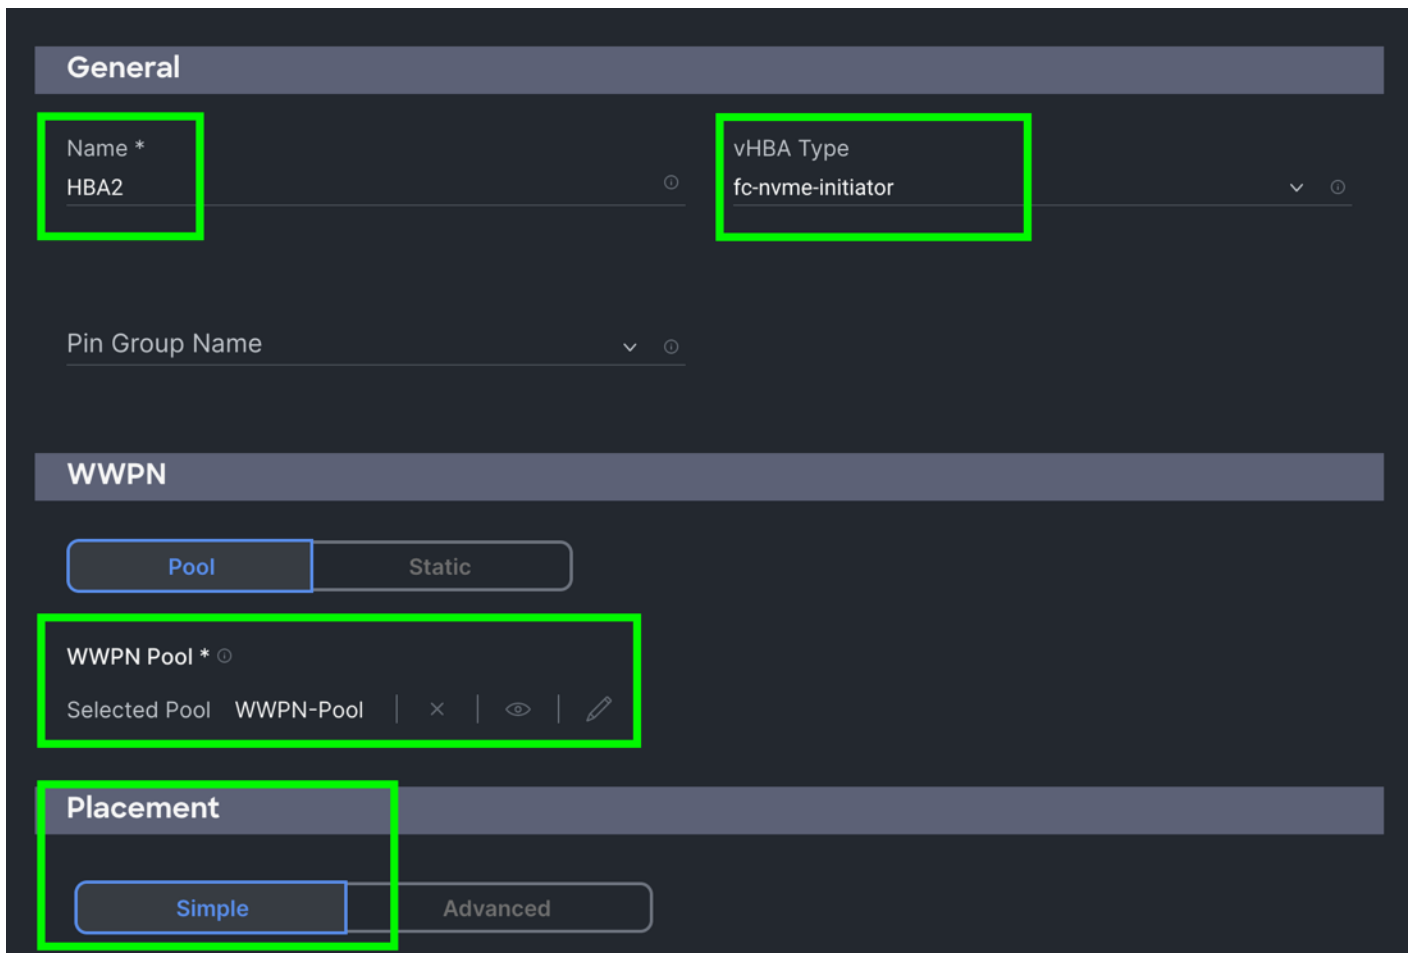 General
Name *
HBA2
vHBA Type
fc-nvme-initiator
Pin Group Name
WWPN
Pool Static
WWPN Pool *
Selected Pool WWPN-Pool
Placement
Simple Advanced